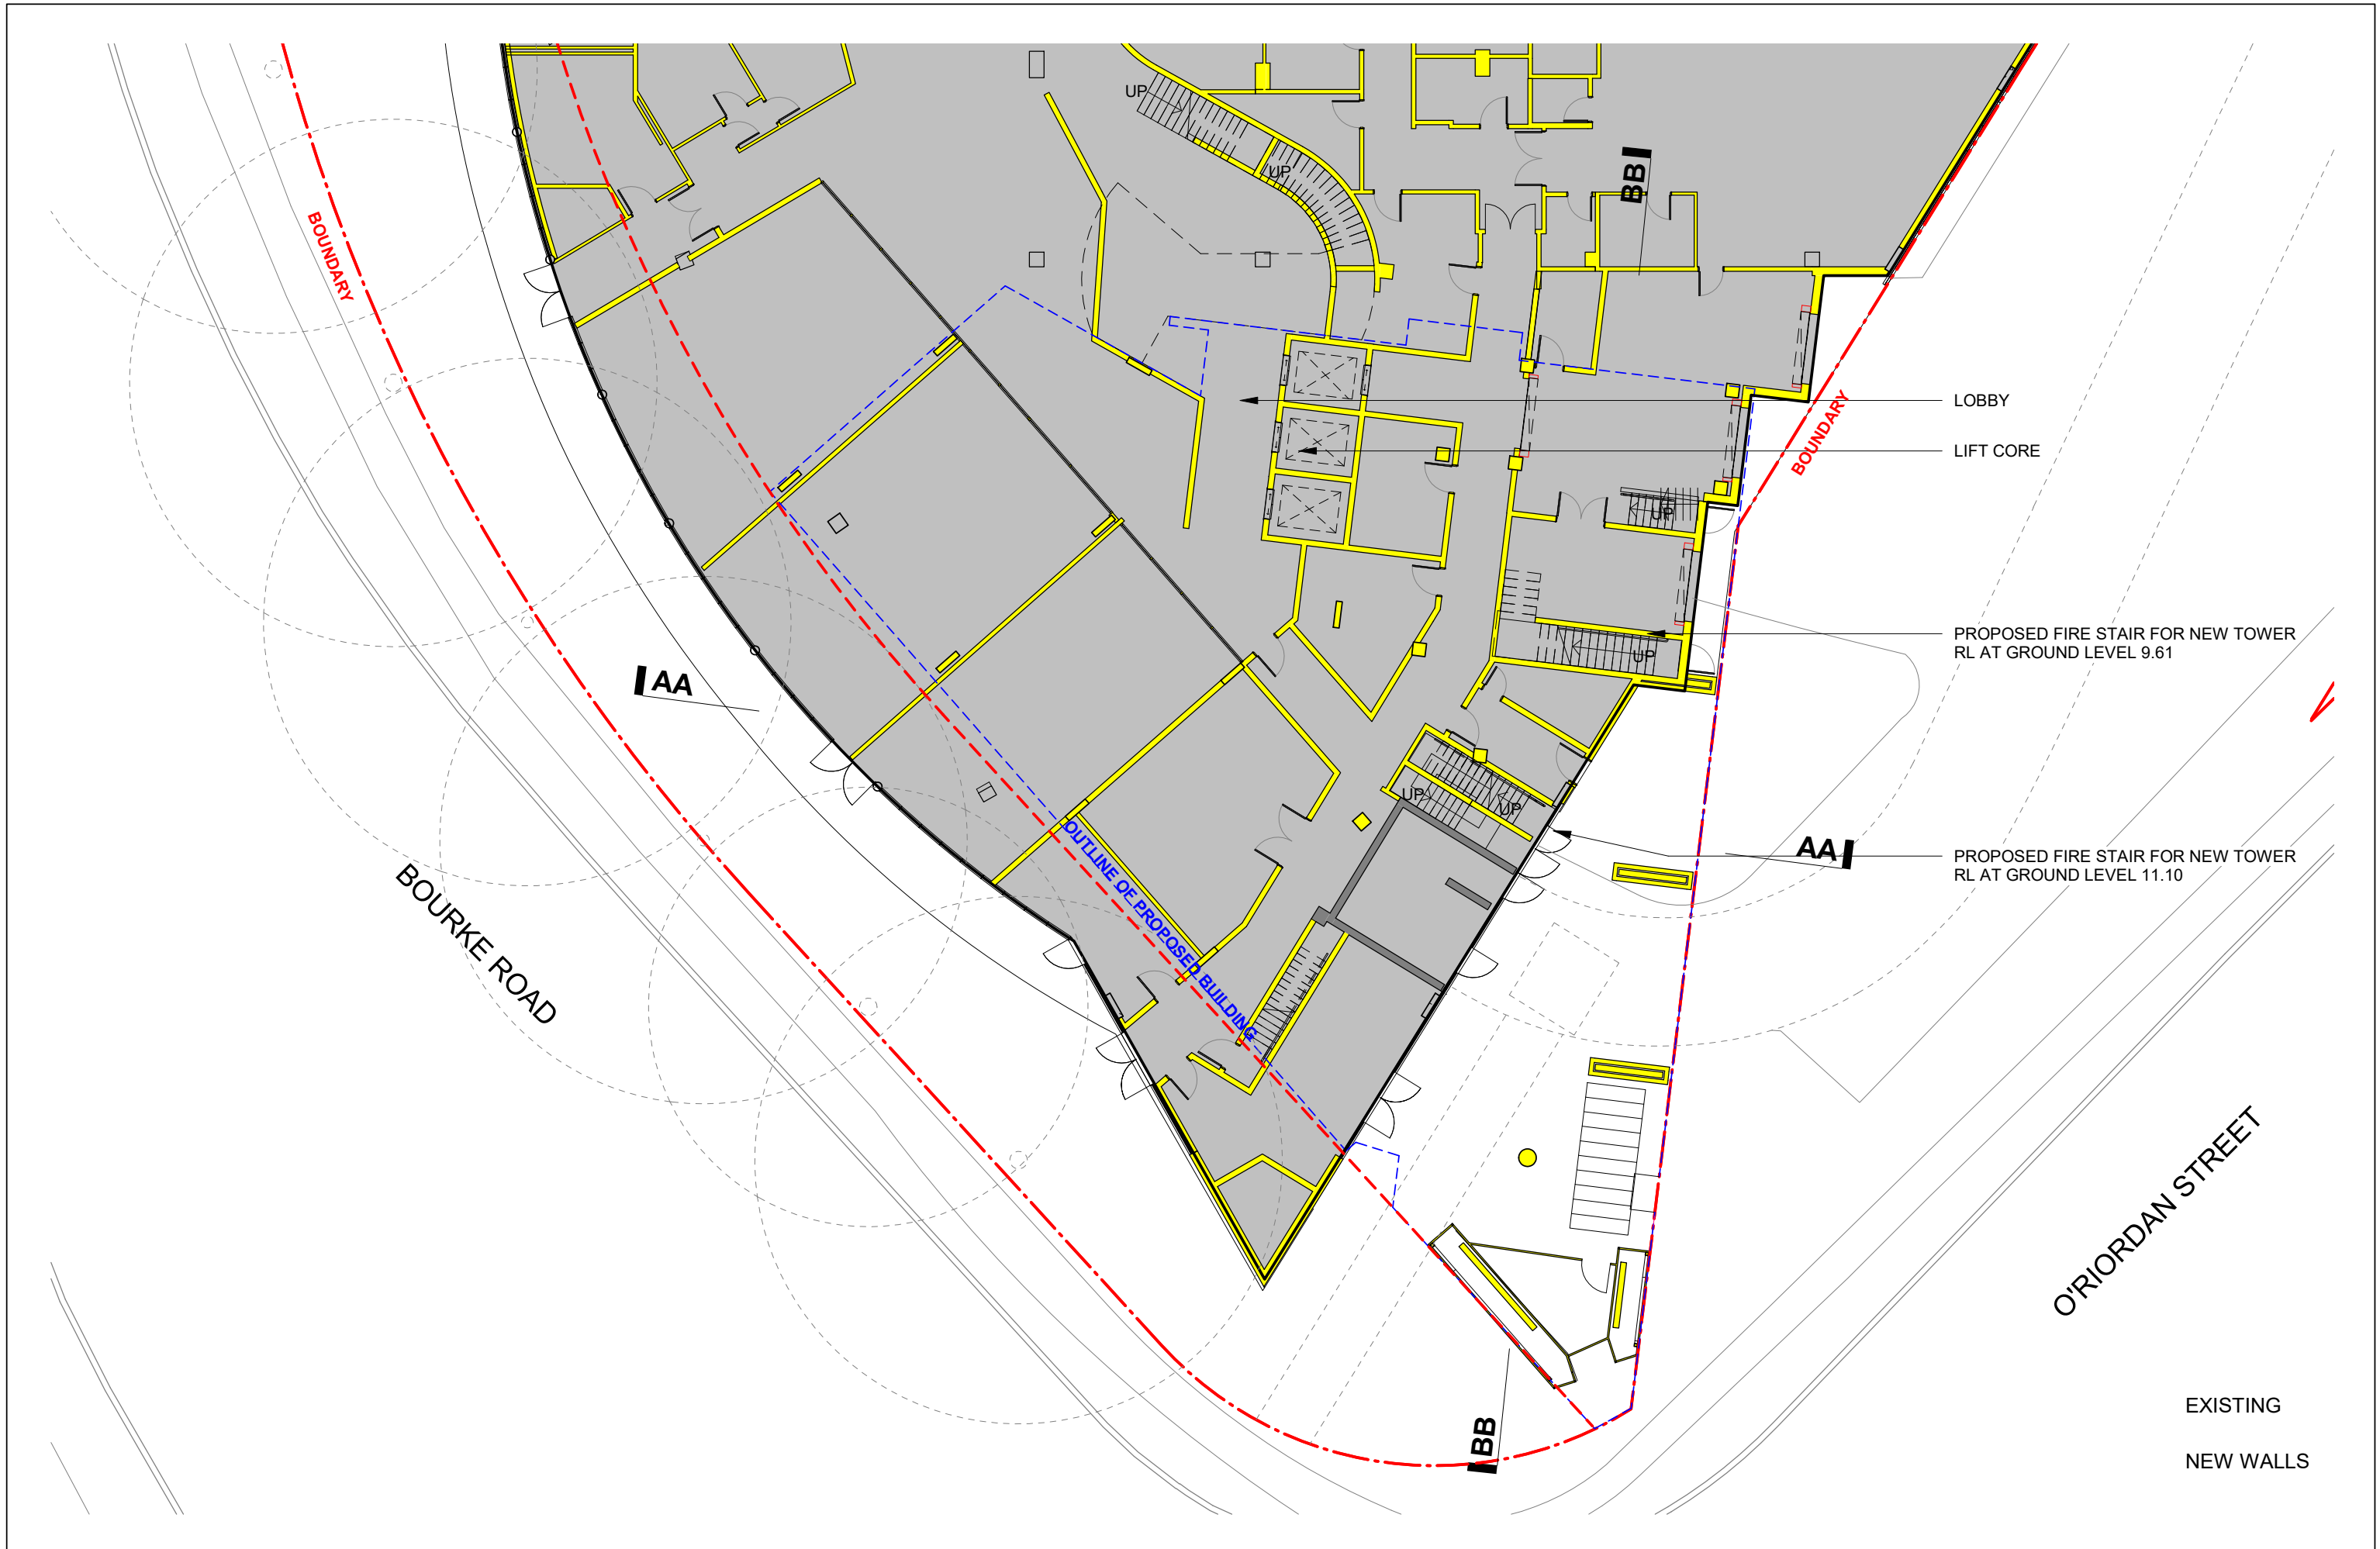 UP
UP
BB
BOUNDARY
LOBBY
BOUNDARY
LIFT CORE
UP
PROPOSED FIRE STAIR FOR NEW TOWER
RL AT GROUND LEVEL 9.61
UP
AA
UP
UP
OUTLINE OF PROPOSED BUILDING
AA
PROPOSED FIRE STAIR FOR NEW TOWER
RL AT GROUND LEVEL 11.10
BOURKE ROAD
O'RIORDAN STREET
EXISTING
BB
NEW WALLS